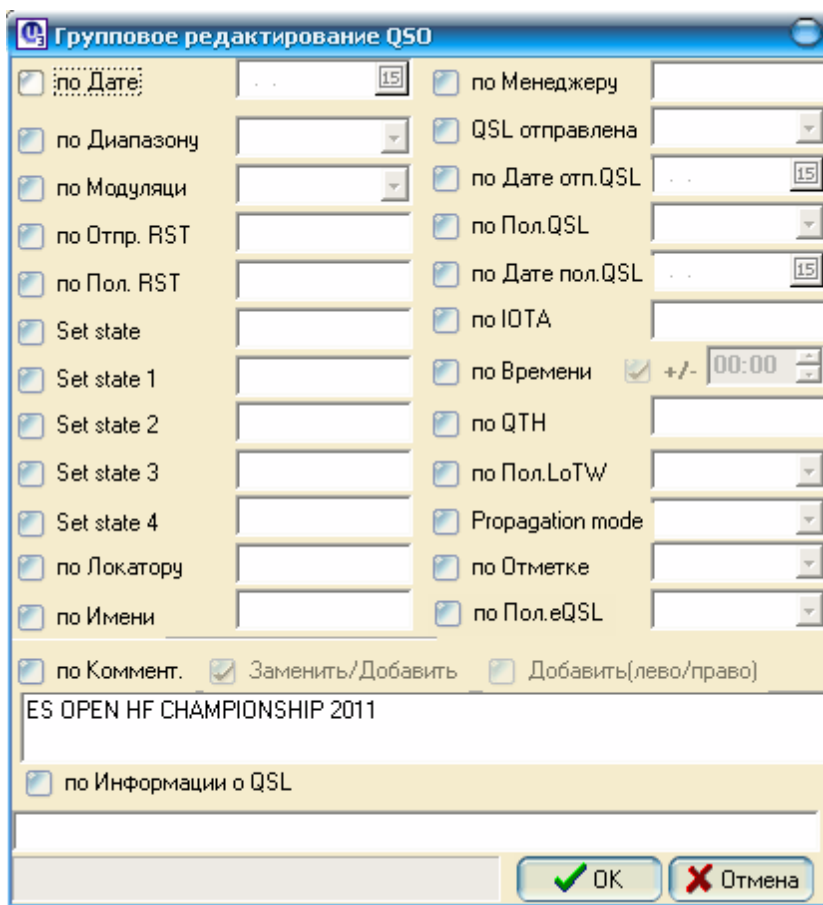 Групповое редактирование QSO
по Дате . . 15 по Менеджеру
по Диапазону QSL отправлена
по Модуляци по Дате отп.QSL . . 15
по Отпр. RST по Пол.QSL
по Пол. RST по Дате пол.QSL . . 15
Set state по IOTA
Set state 1 по Времени +/- 00:00
Set state 2 по QTH
Set state 3 по Пол.LoTW
Set state 4 Propagation mode
по Локатору по Отметке
по Имени по Пол.eQSL
по Коммент. Заменить/Добавить Добавить(лево/право)
ES OPEN HF CHAMPIONSHIP 2011
по Информации о QSL
OK Отмена